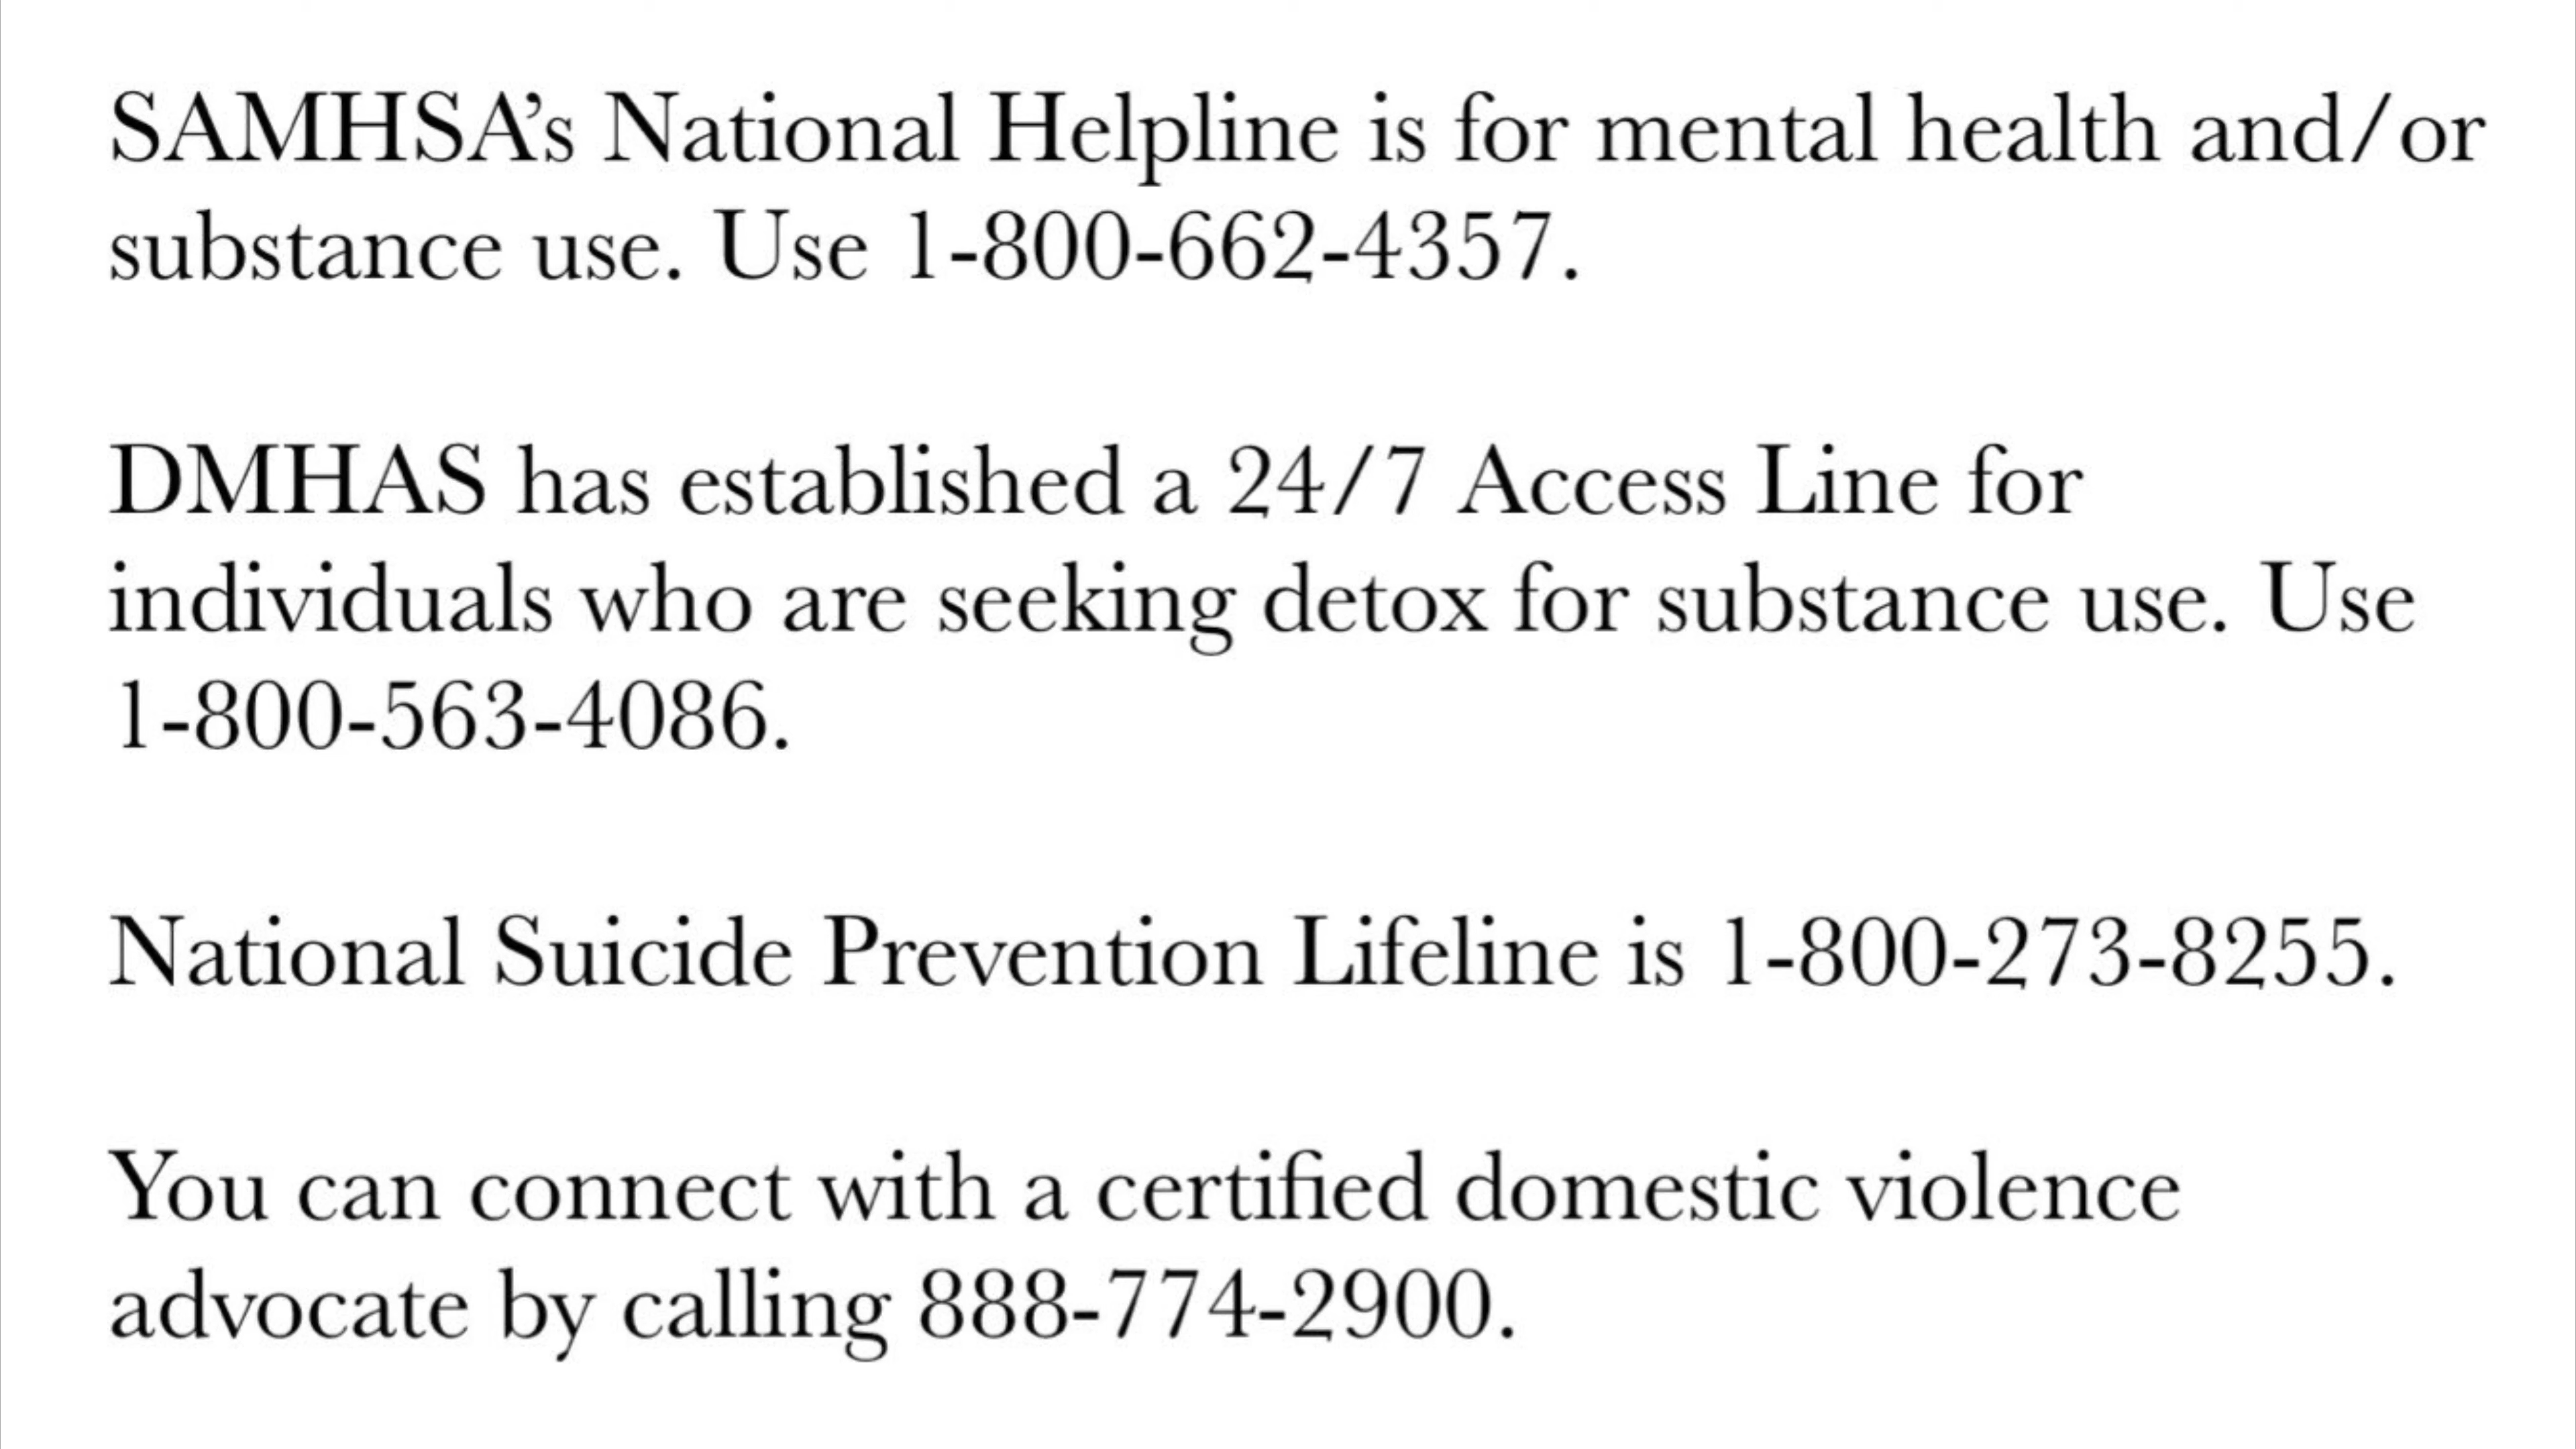 SAMHSA’s National Helpline is for mental health and/or
substance use. Use 1-800-662-4357.
DMHAS has established a 24/7 Access Line for
individuals who are seeking detox for substance use. Use
1-800-563-4086.
National Suicide Prevention Lifeline is 1-800-273-8255.
You can connect with a certified domestic violence
advocate by calling 888-774-2900.